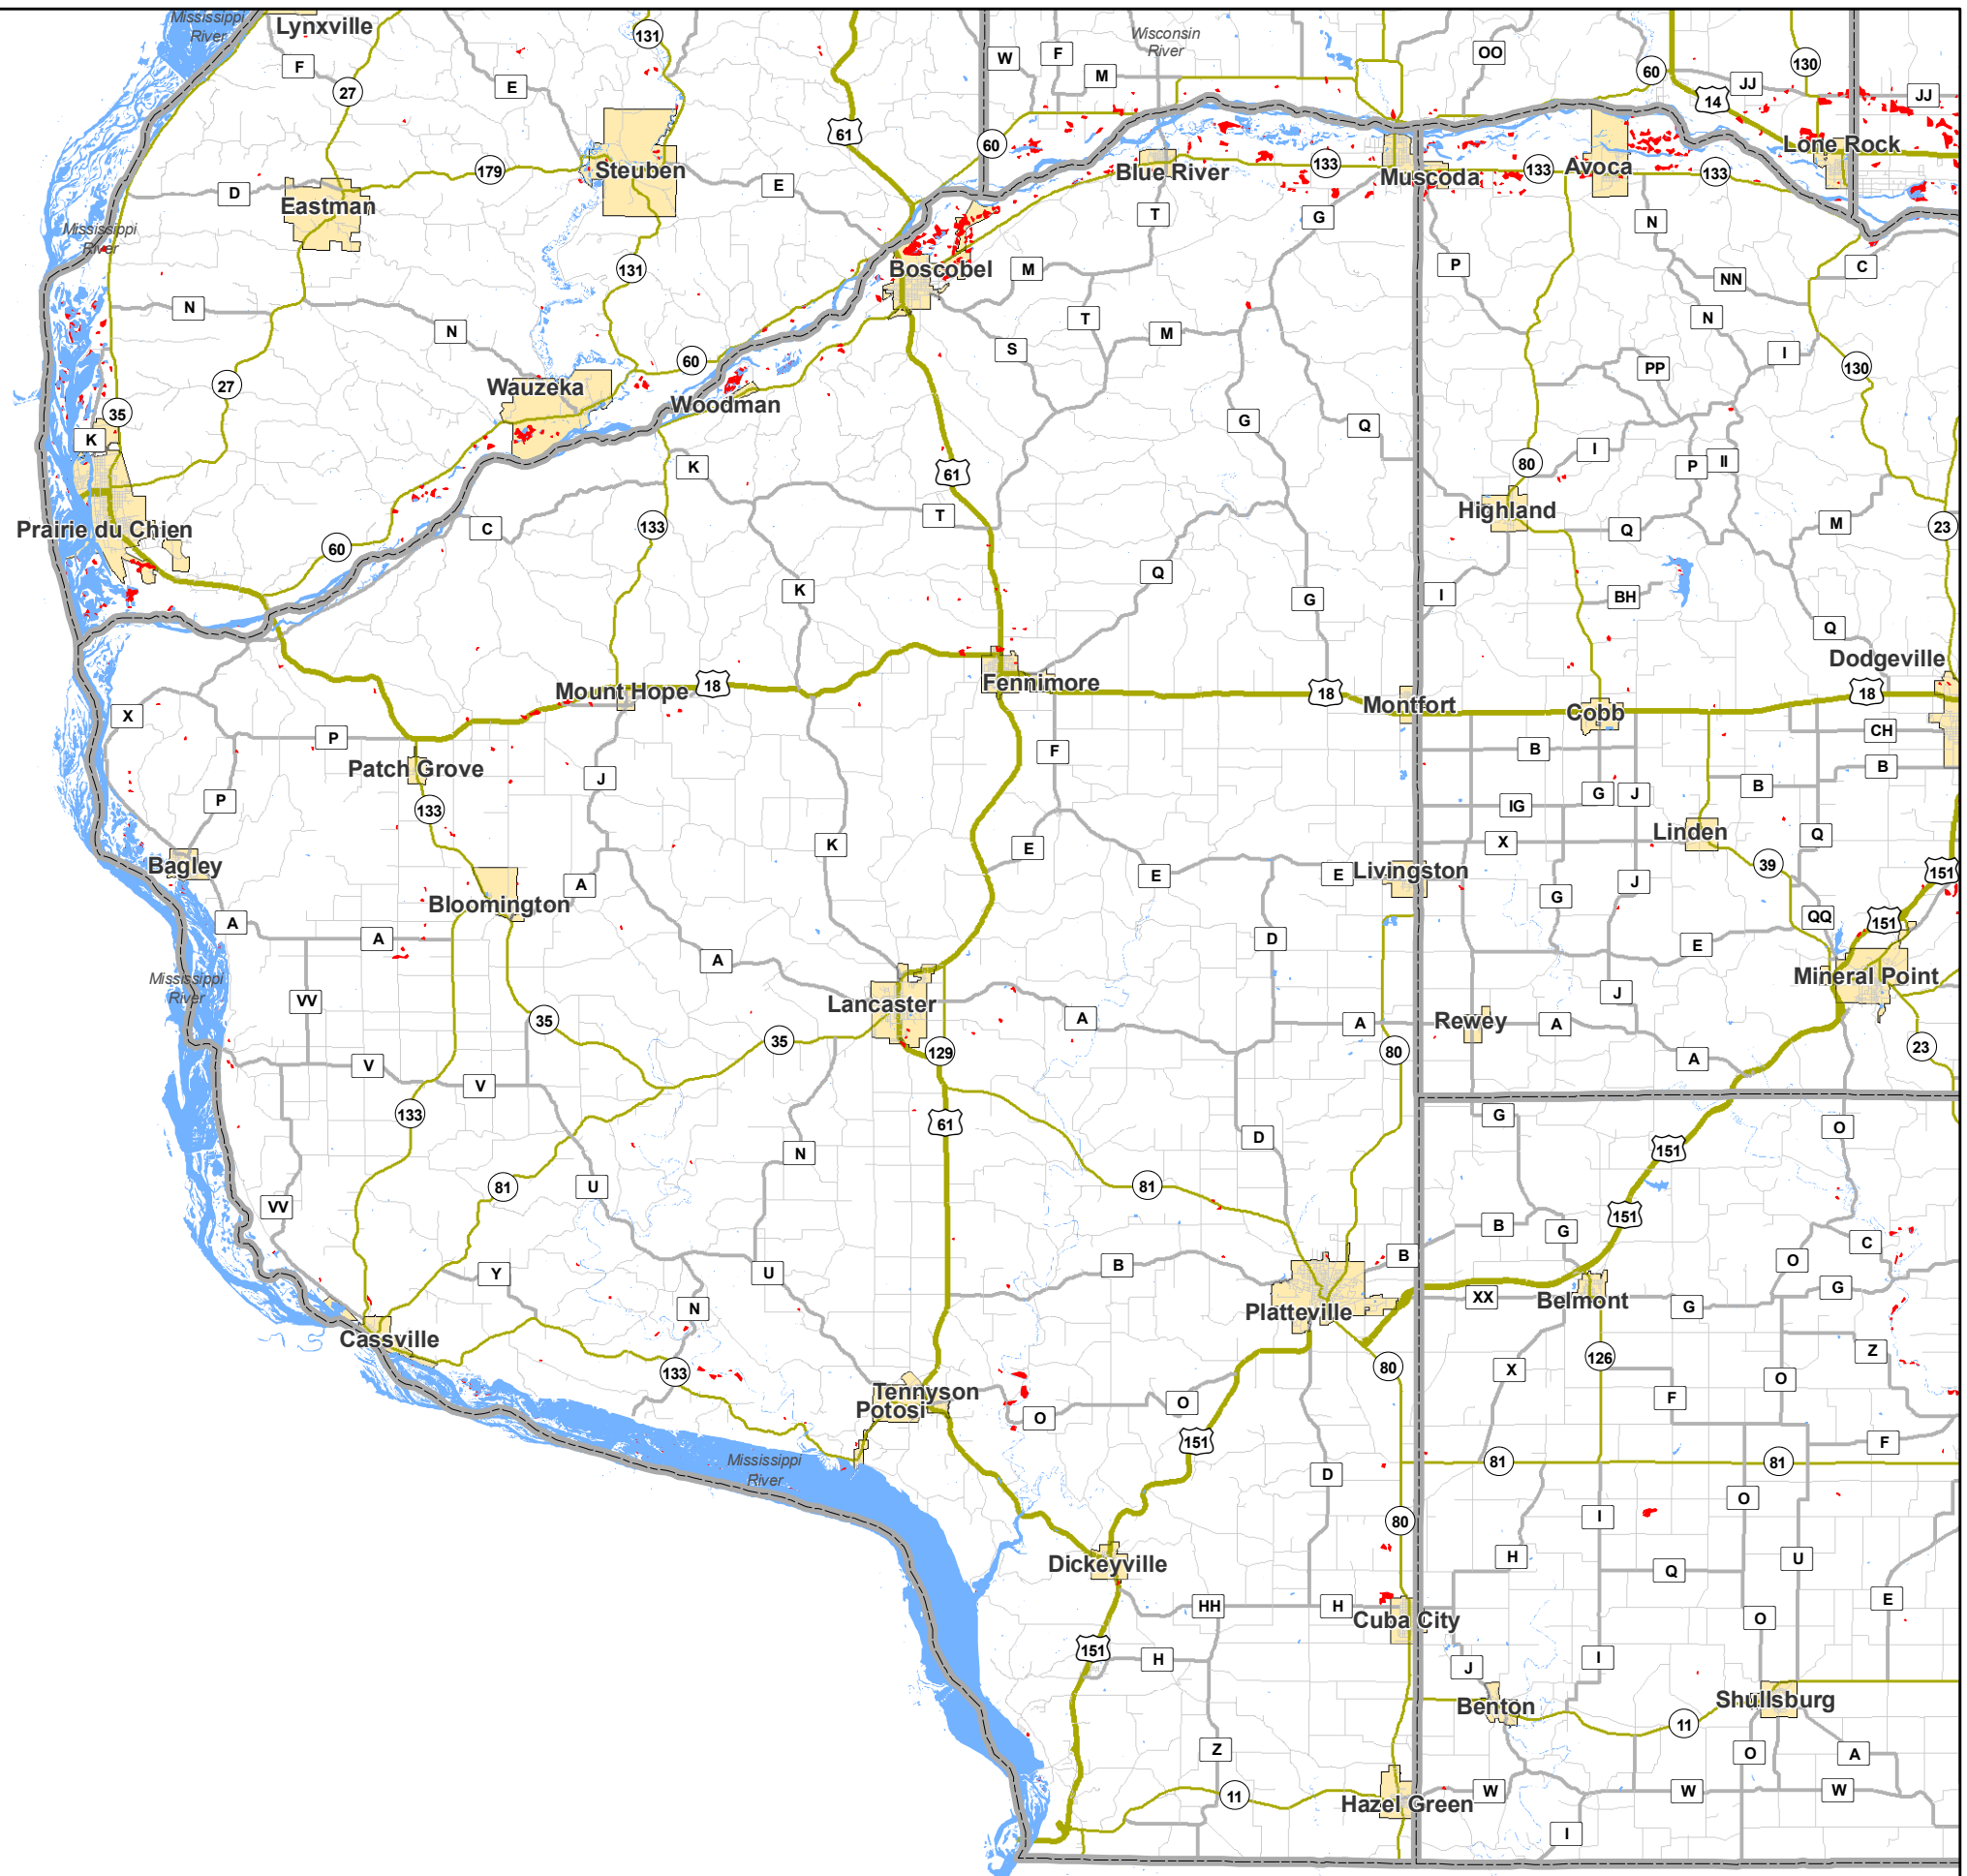 Mississippi
River
Lynxville
F
27
E
131
61
W
F
M
Wisconsin
River
OO
60
130
JJ
14
JJ
60
Steuben
179
D
Eastman
E
Blue River
133
Muscoda
133
Avoca
133
Lone Rock
Mississippi
River
T
G
N
131
Boscobel
M
P
NN
C
N
N
T
M
N
S
I
60
PP
130
27
Wauzeka
Woodman
35
K
G
Q
K
61
80
I
P
II
Prairie du Chien
C
133
T
Highland
Q
M
23
60
K
Q
G
I
BH
Q
Dodgeville
Mount Hope
18
Fennimore
18
Montfort
Cobb
18
X
P
CH
F
B
B
Patch Grove
J
P
133
IG
G
J
B
K
E
X
Linden
Q
Bagley
39
151
Bloomington
A
E
E
Livingston
J
G
A
A
D
QQ
151
E
A
Mississippi
River
Mineral Point
VV
Lancaster
J
35
A
A
Rewey
A
35
129
80
23
V
V
A
133
61
G
O
N
D
151
81
U
81
VV
151
B
G
C
Y
U
B
B
O
G
N
Platteville
XX
Belmont
G
Cassville
126
Z
133
80
X
O
Tennyson
Potosi
O
O
F
151
F
Mississippi
River
D
81
81
O
80
I
Dickeyville
H
U
Q
HH
H
Cuba City
E
O
151
H
I
J
Benton
Shullsburg
11
Z
O
A
11
Hazel Green
W
W
W
I